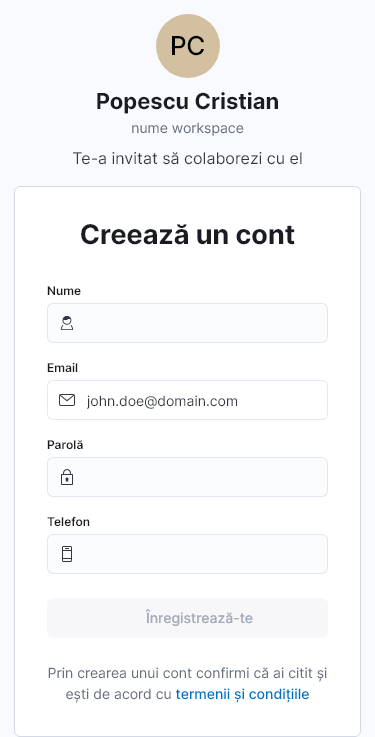 PC
Popescu Cristian
nume workspace
Te-a invitat să colaborezi cu el
Creează un cont
Nume
Email
john.doe@domain.com
Parolă
Telefon
Înregistrează-te
Prin crearea unui cont confirmi că ai citit și
ești de acord cu termenii și condițiile